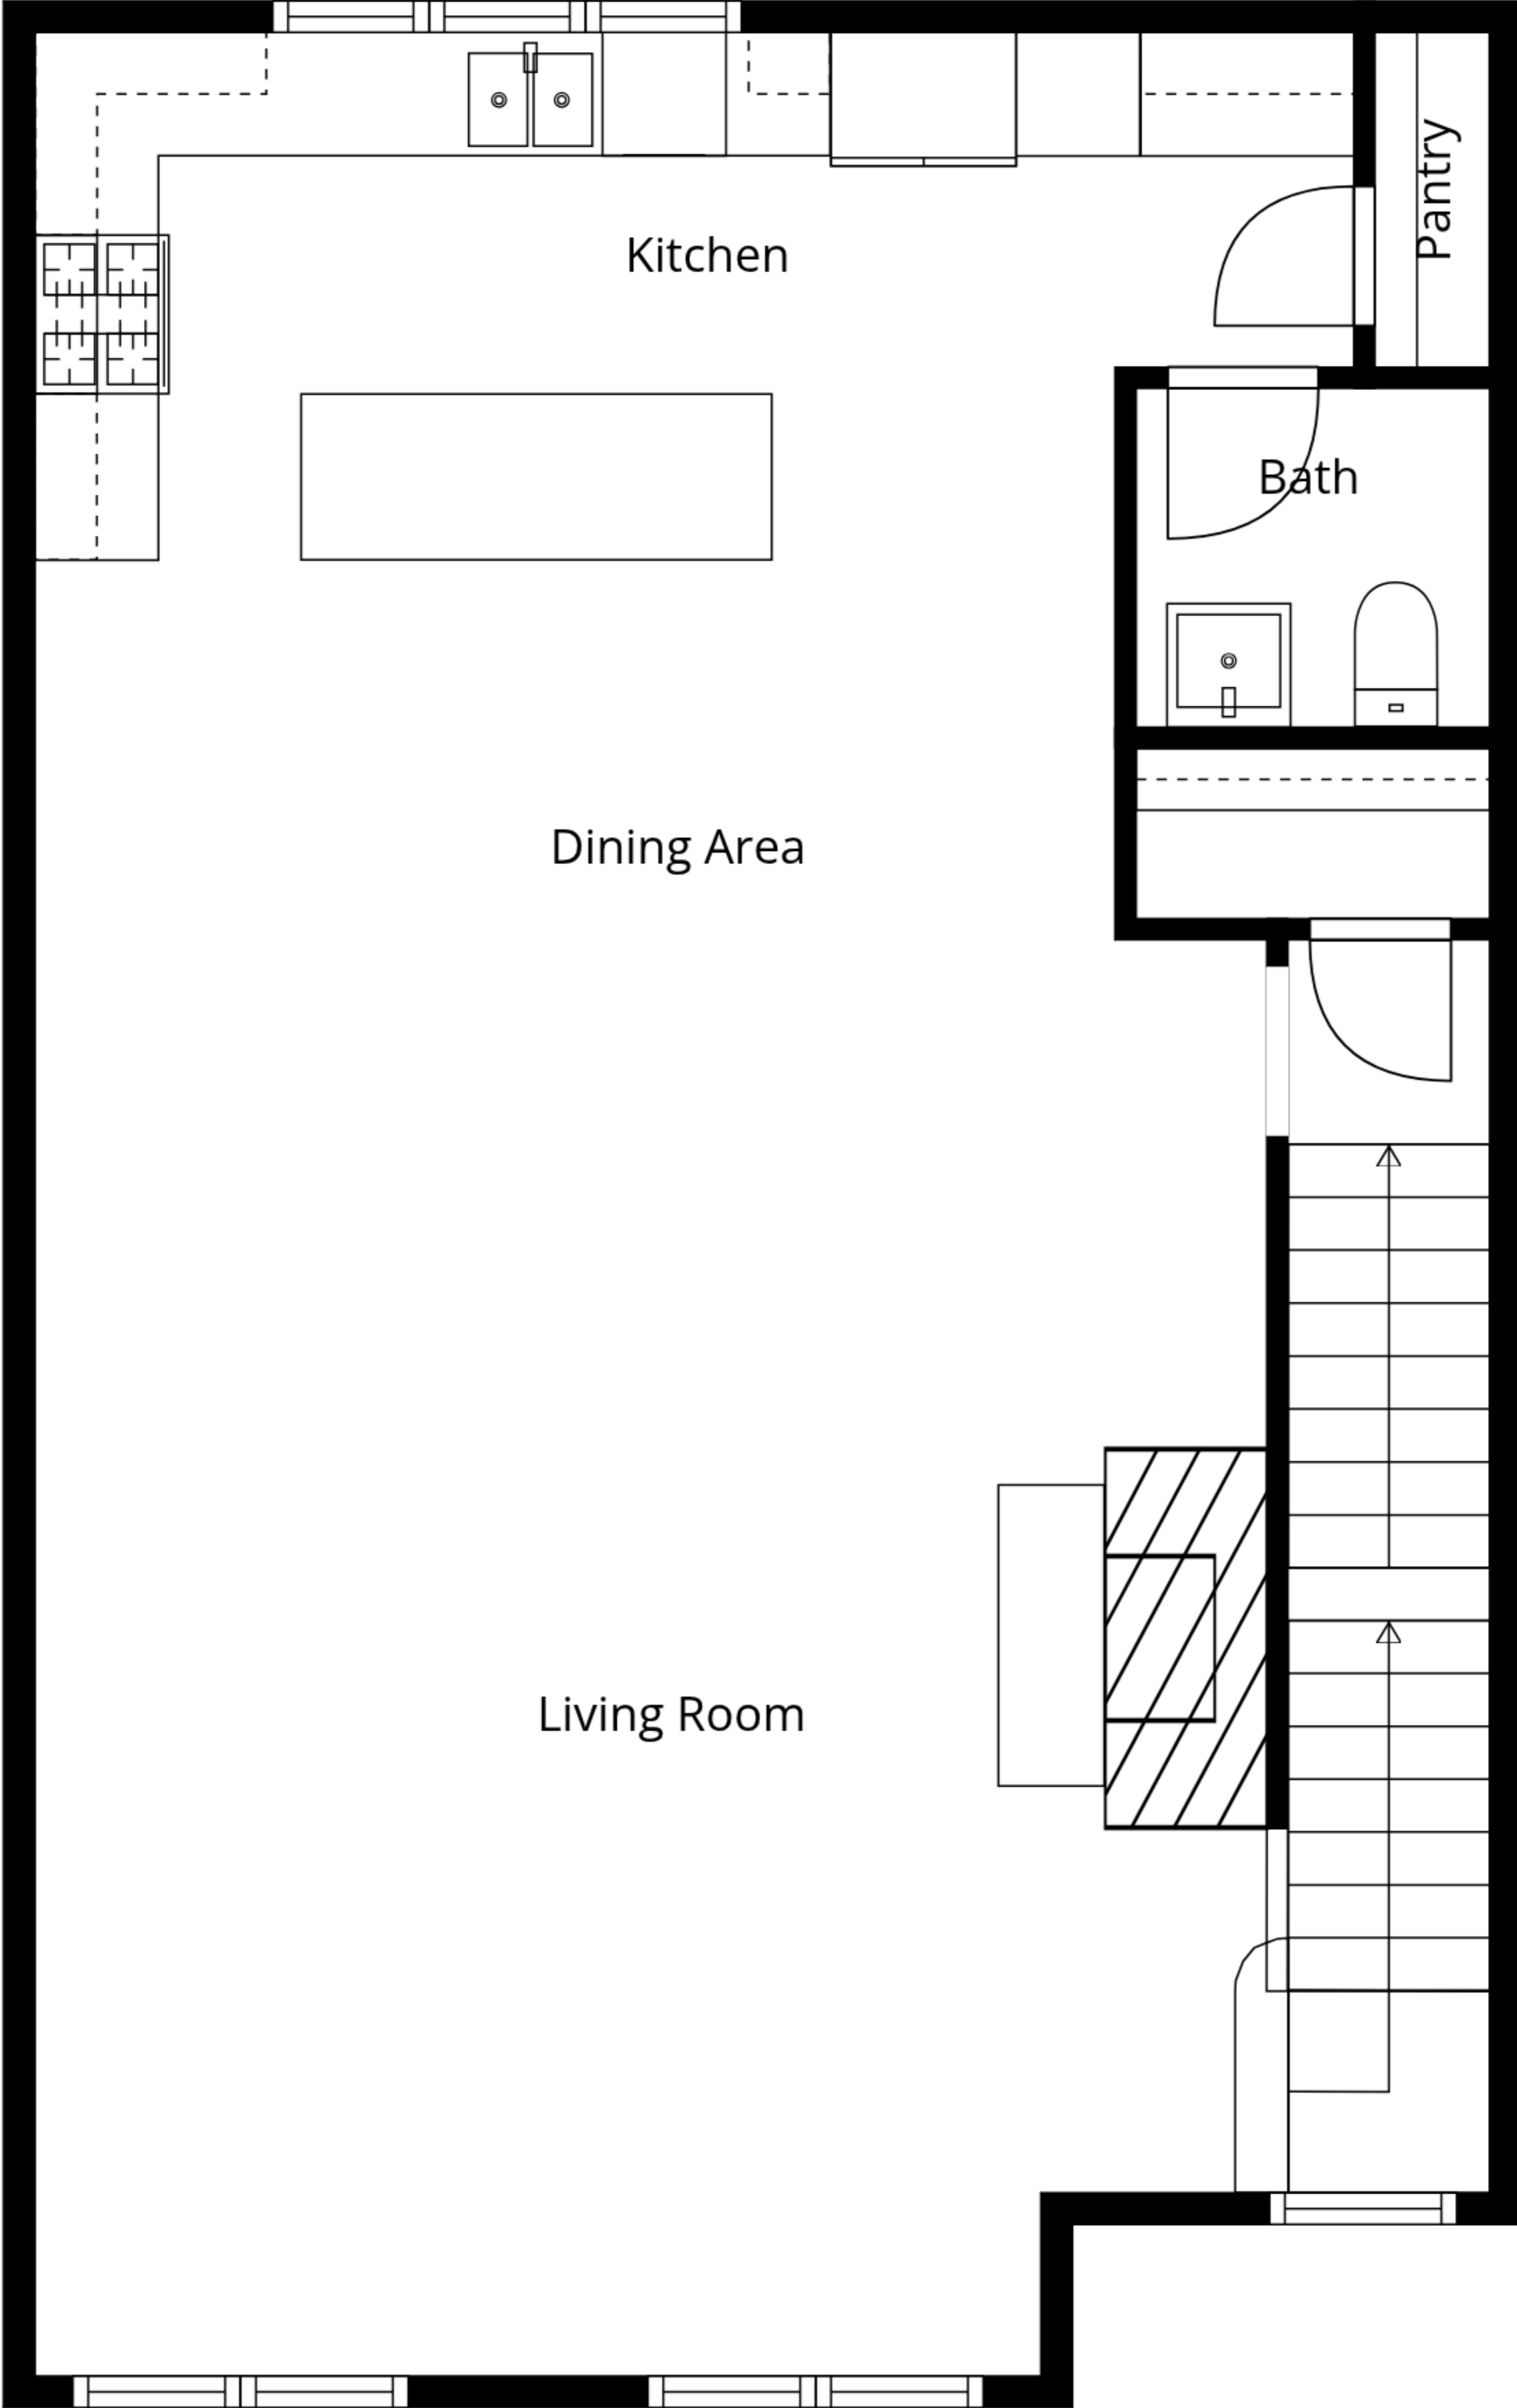 Pantry
Kitchen
Bath
Dining Area
Living Room